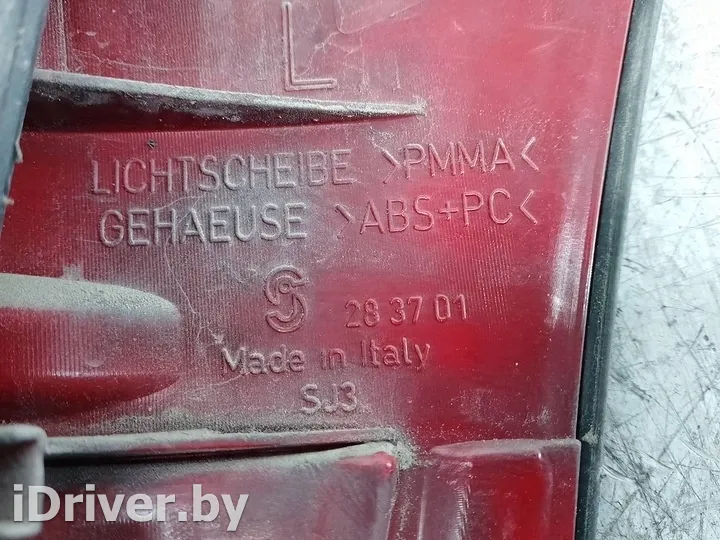 L
LICHTSCHEIBE >PMMA<
GEHAEUSE >ABS+PC<
28 37 01
Made in Italy
SJ3
iDriver.by